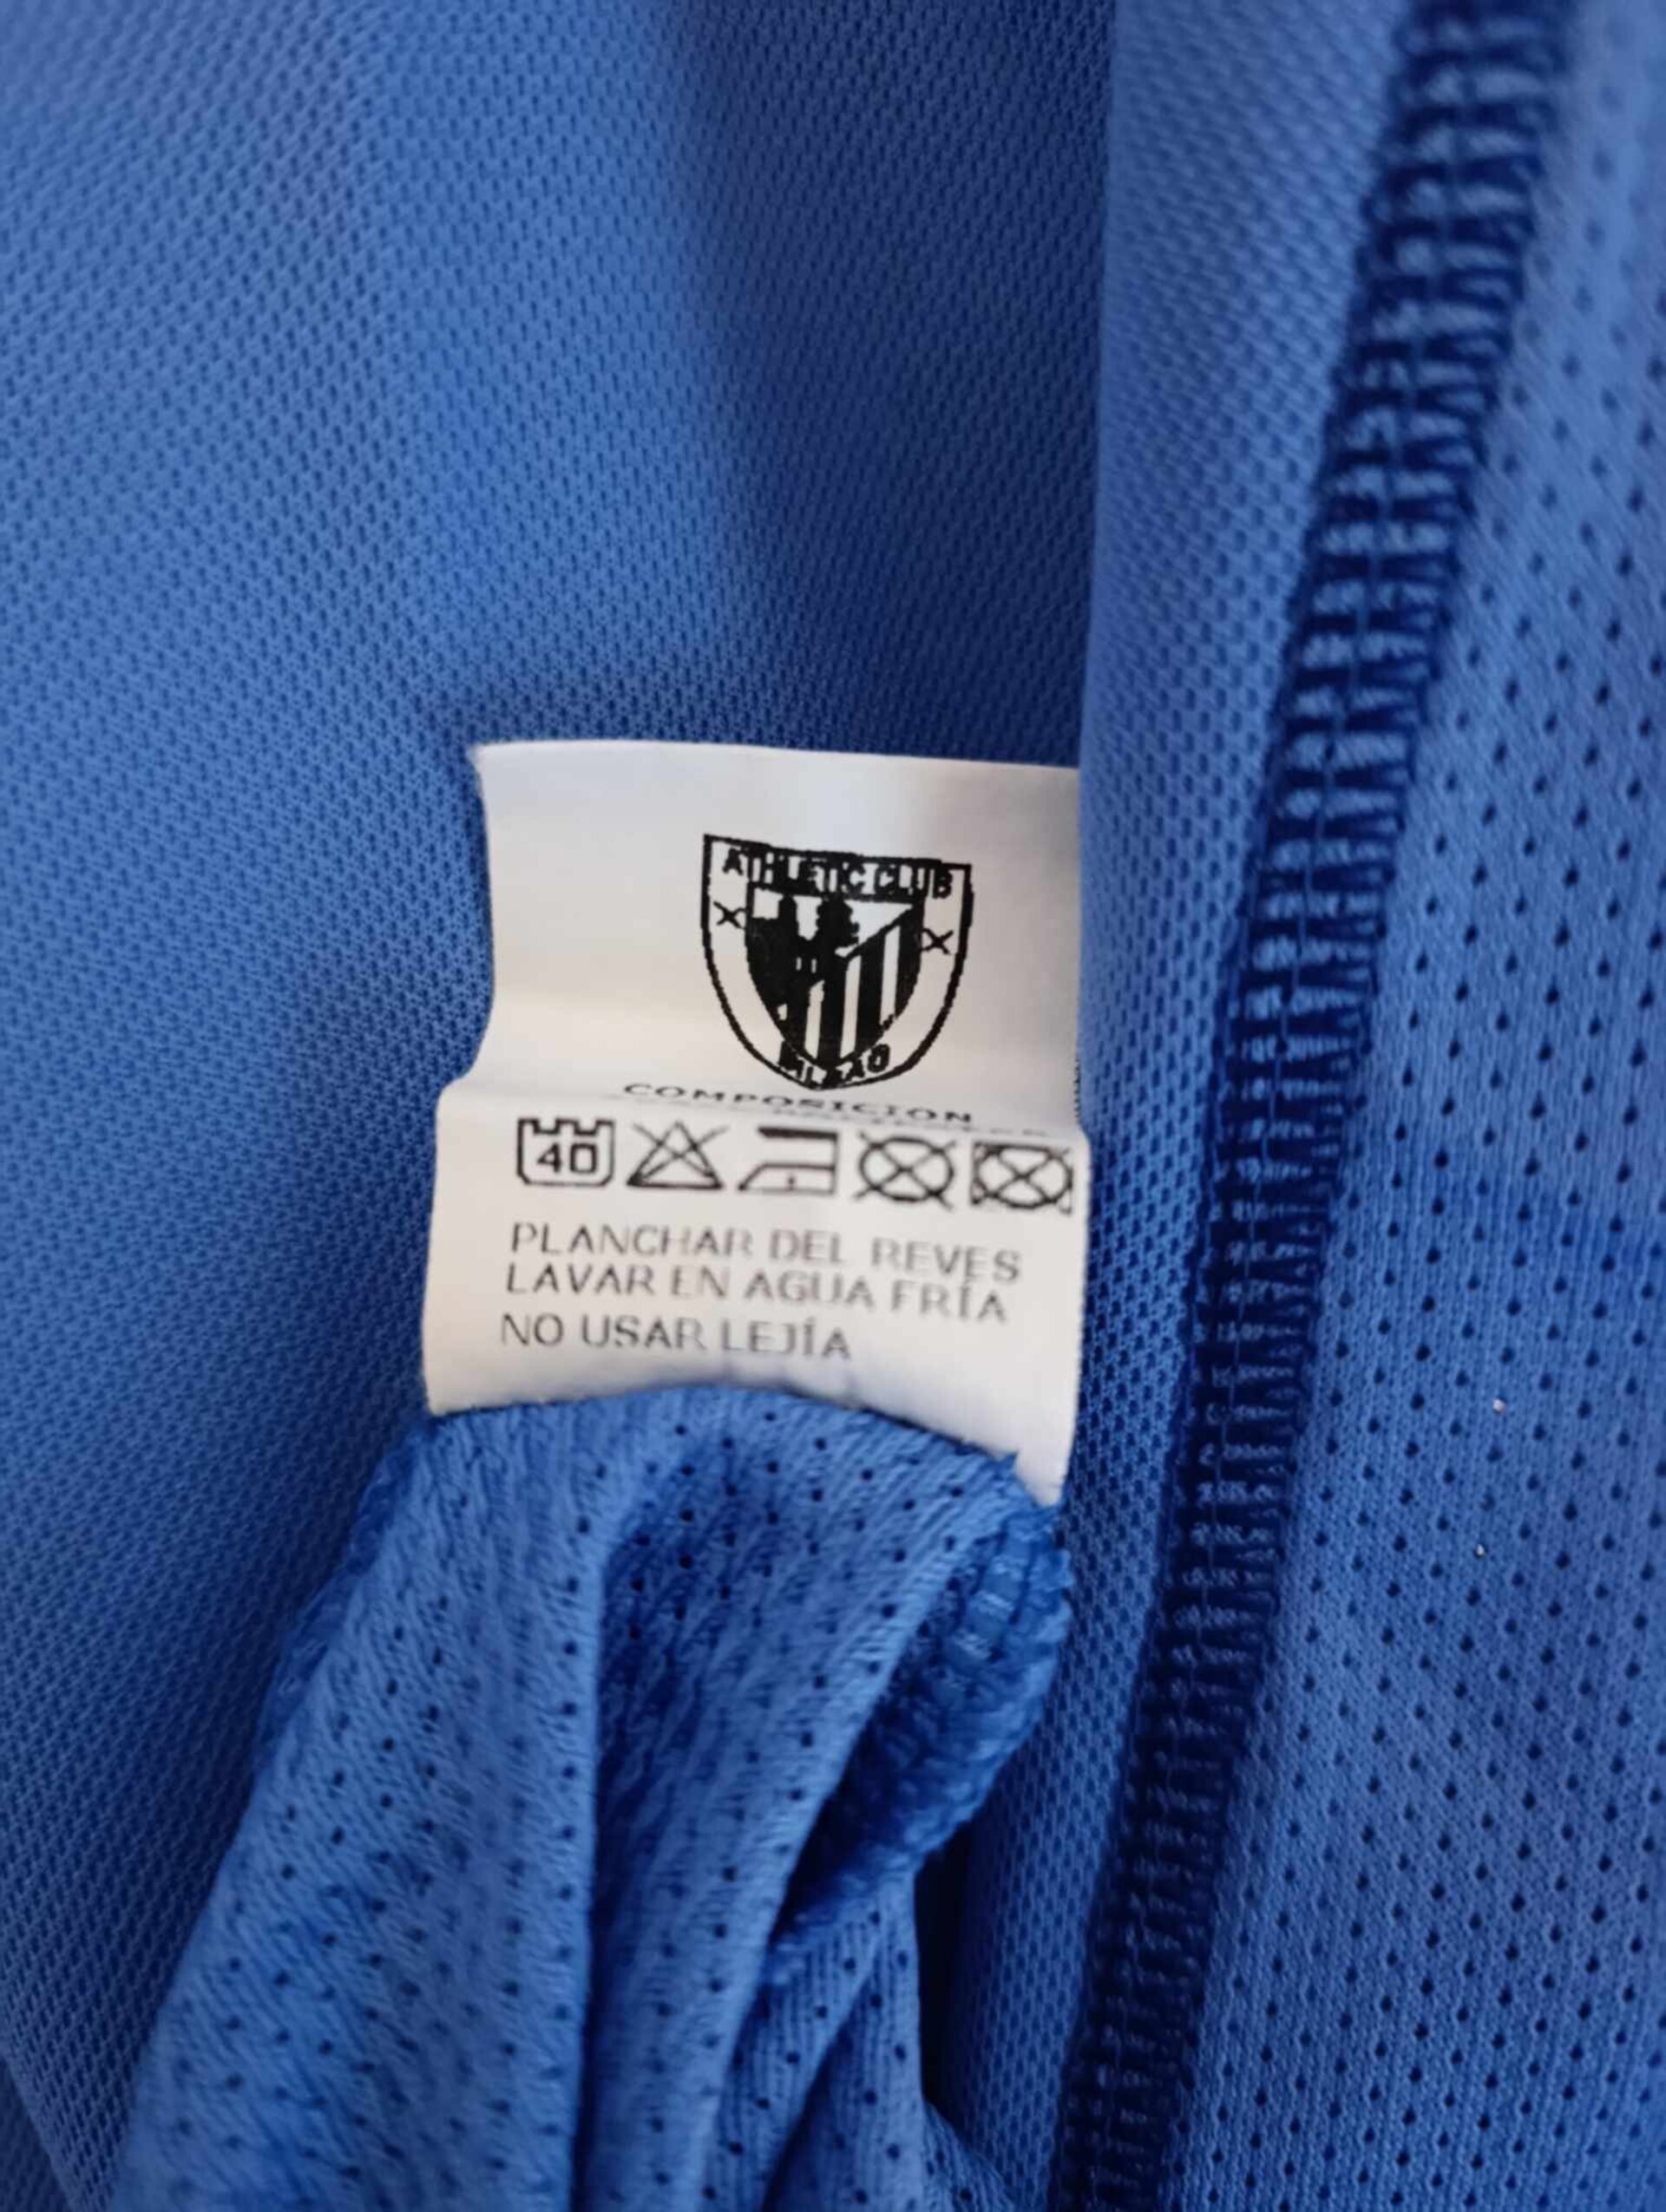 ATHLETIC CLUB
BILBAO
COMPOSICION
40
PLANCHAR DEL REVES
LAVAR EN AGUA FRÍA
NO USAR LEJÍA